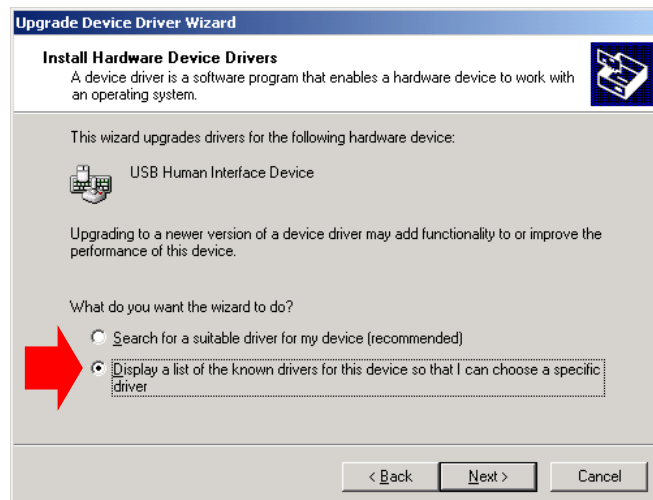 Upgrade Device Driver Wizard
Install Hardware Device Drivers
A device driver is a software program that enables a hardware device to work with
an operating system.
This wizard upgrades drivers for the following hardware device:
USB Human Interface Device
Upgrading to a newer version of a device driver may add functionality to or improve the
performance of this device.
What do you want the wizard to do?
Search for a suitable driver for my device (recommended)
Display a list of the known drivers for this device so that I can choose a specific
driver
< Back Next > Cancel